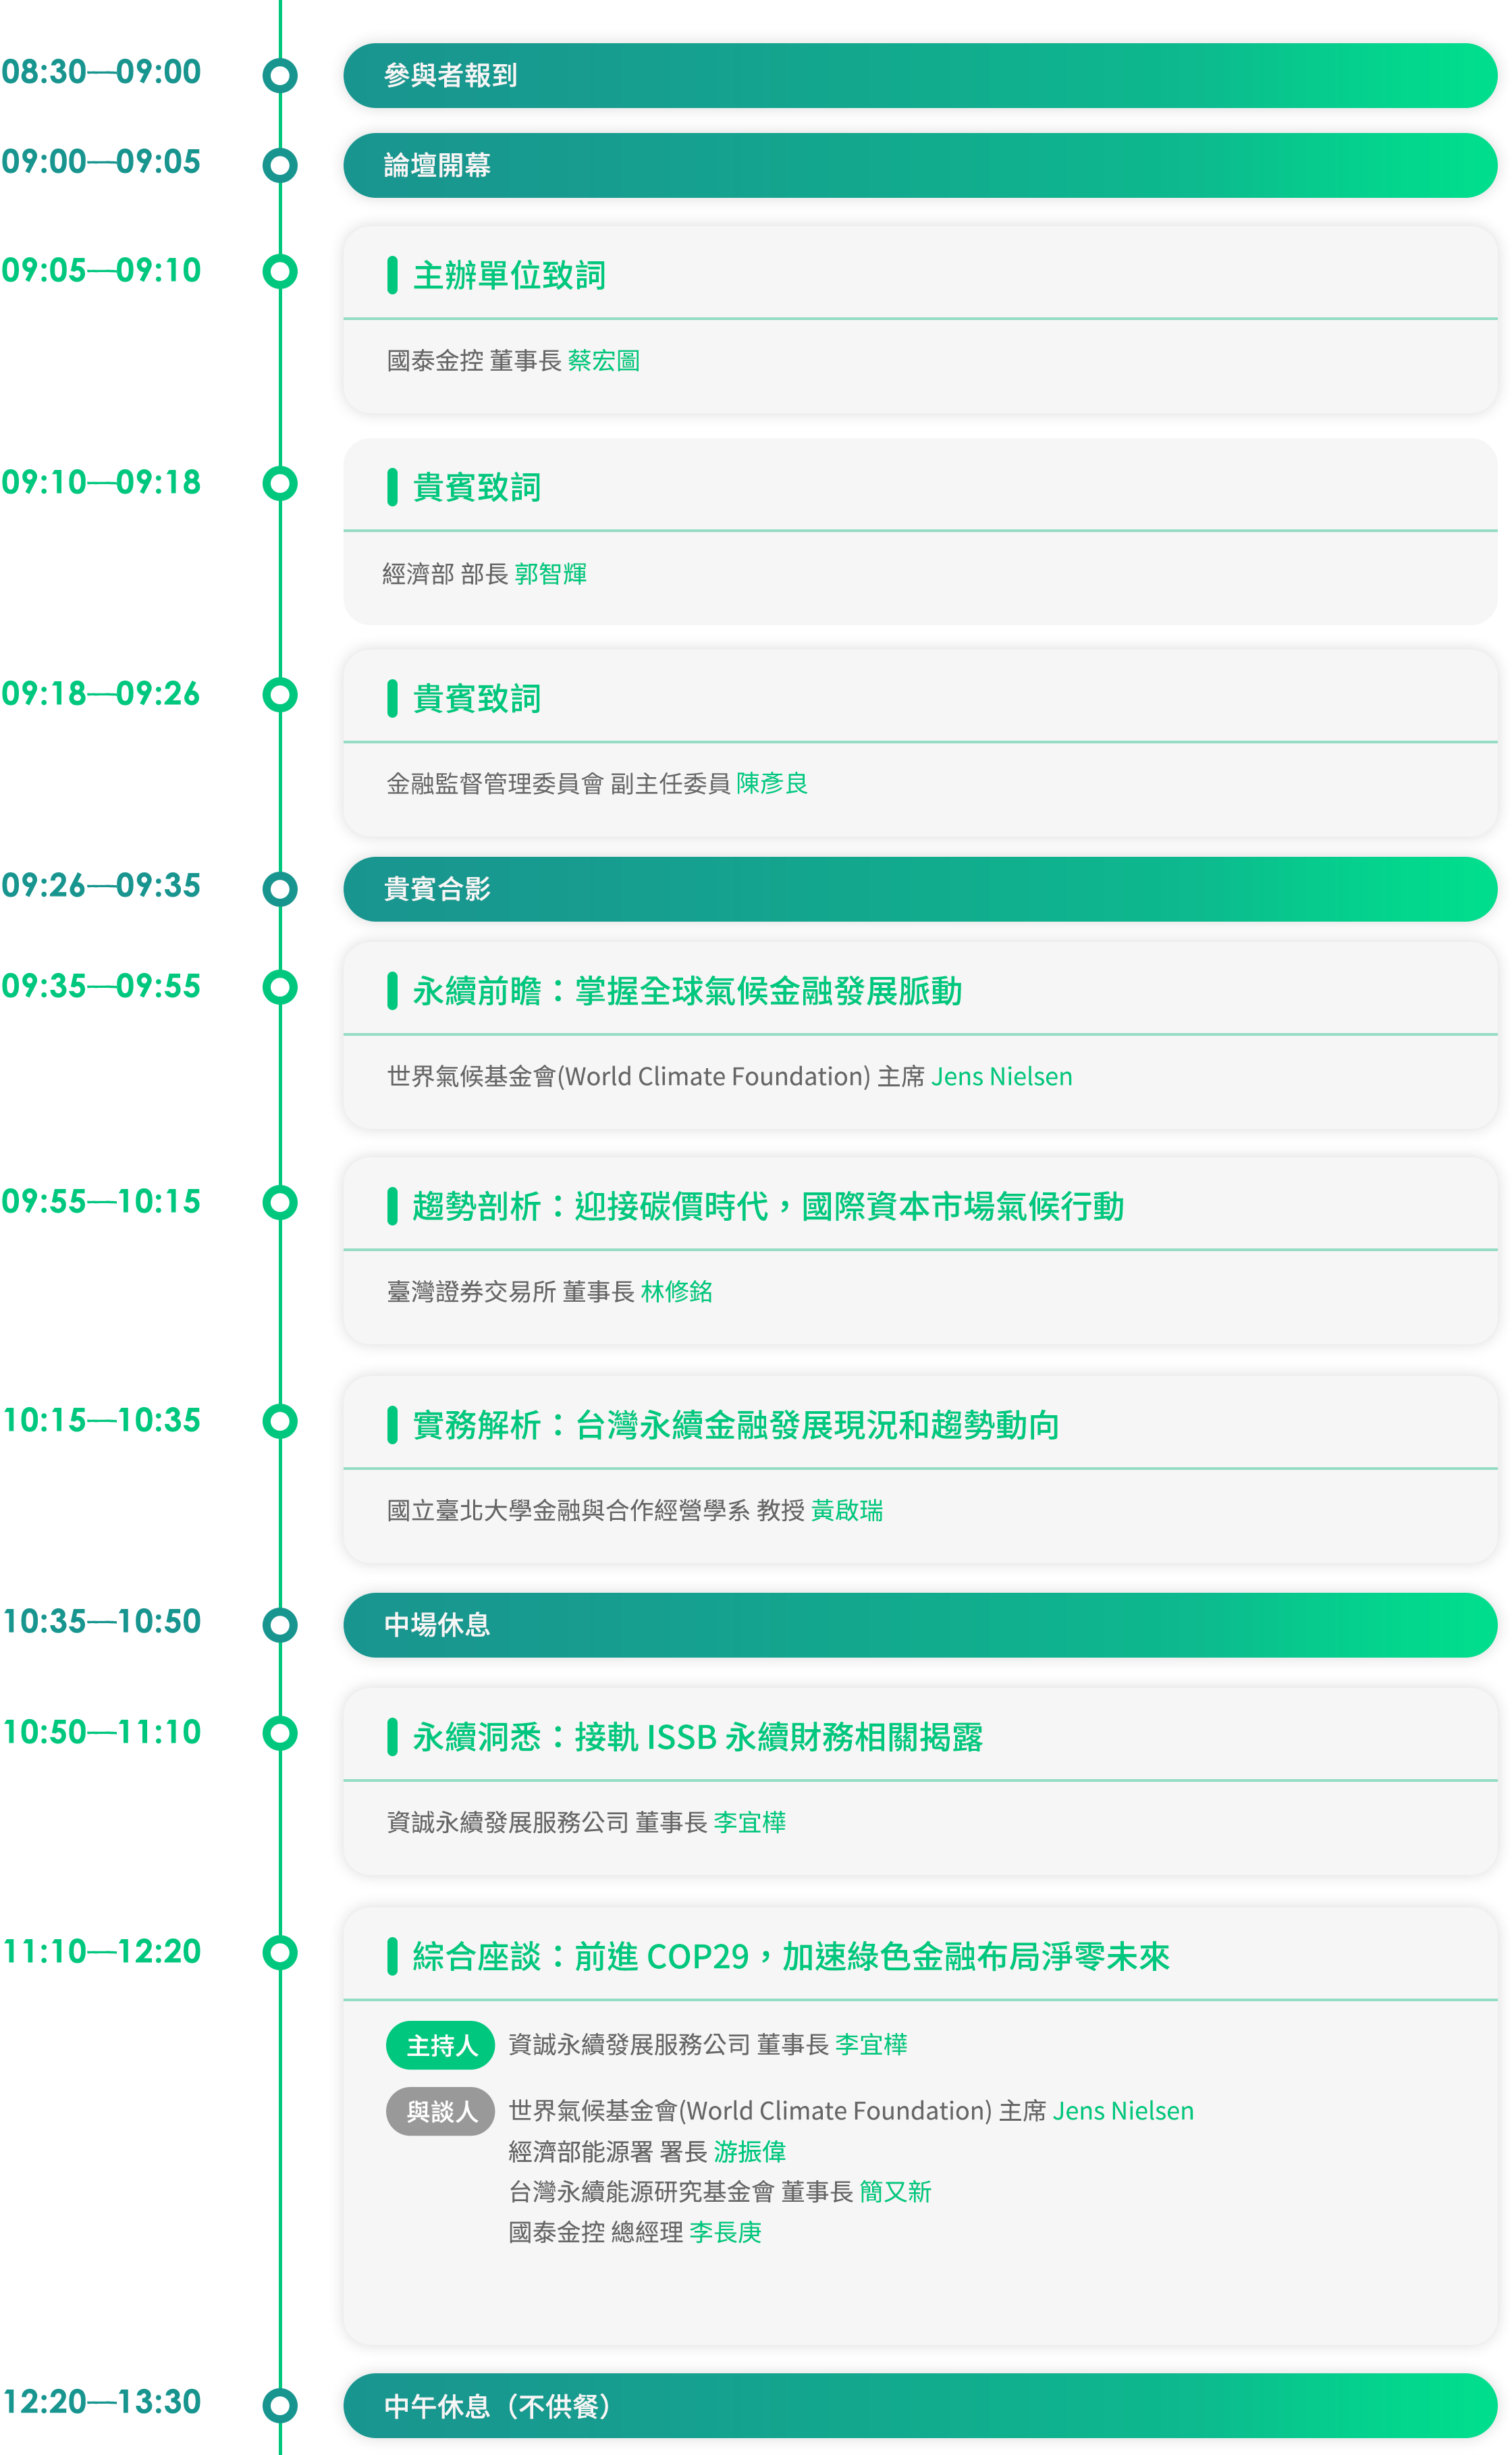 08:30—09:00
參與者報到
09:00—09:05
論壇開幕
09:05—09:10
主辦單位致詞
國泰金控 董事長 蔡宏圖
09:10—09:18
貴賓致詞
經濟部 部長 郭智輝
09:18—09:26
貴賓致詞
金融監督管理委員會 副主任委員 陳彥良
09:26—09:35
貴賓合影
09:35—09:55
永續前瞻：掌握全球氣候金融發展脈動
世界氣候基金會(World Climate Foundation) 主席 Jens Nielsen
09:55—10:15
趨勢剖析：迎接碳價時代，國際資本市場氣候行動
臺灣證券交易所 董事長 林修銘
10:15—10:35
實務解析：台灣永續金融發展現況和趨勢動向
國立臺北大學金融與合作經營學系 教授 黃啟瑞
10:35—10:50
中場休息
10:50—11:10
永續洞悉：接軌 ISSB 永續財務相關揭露
資誠永續發展服務公司 董事長 李宜樺
11:10—12:20
綜合座談：前進 COP29，加速綠色金融布局淨零未來
主持人 資誠永續發展服務公司 董事長 李宜樺
與談人 世界氣候基金會(World Climate Foundation) 主席 Jens Nielsen
經濟部能源署 署長 游振偉
台灣永續能源研究基金會 董事長 簡又新
國泰金控 總經理 李長庚
12:20—13:30
中午休息（不供餐）